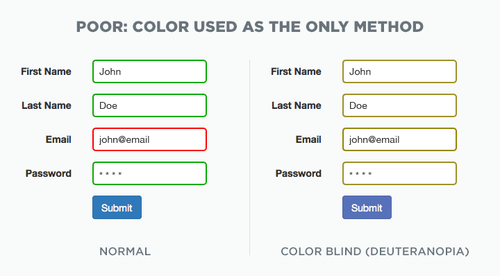 POOR: COLOR USED AS THE ONLY METHOD
First Name John
Last Name Doe
Email john@email
Password * * * *
Submit
NORMAL
First Name John
Last Name Doe
Email john@email
Password * * * *
Submit
COLOR BLIND (DEUTERANOPIA)